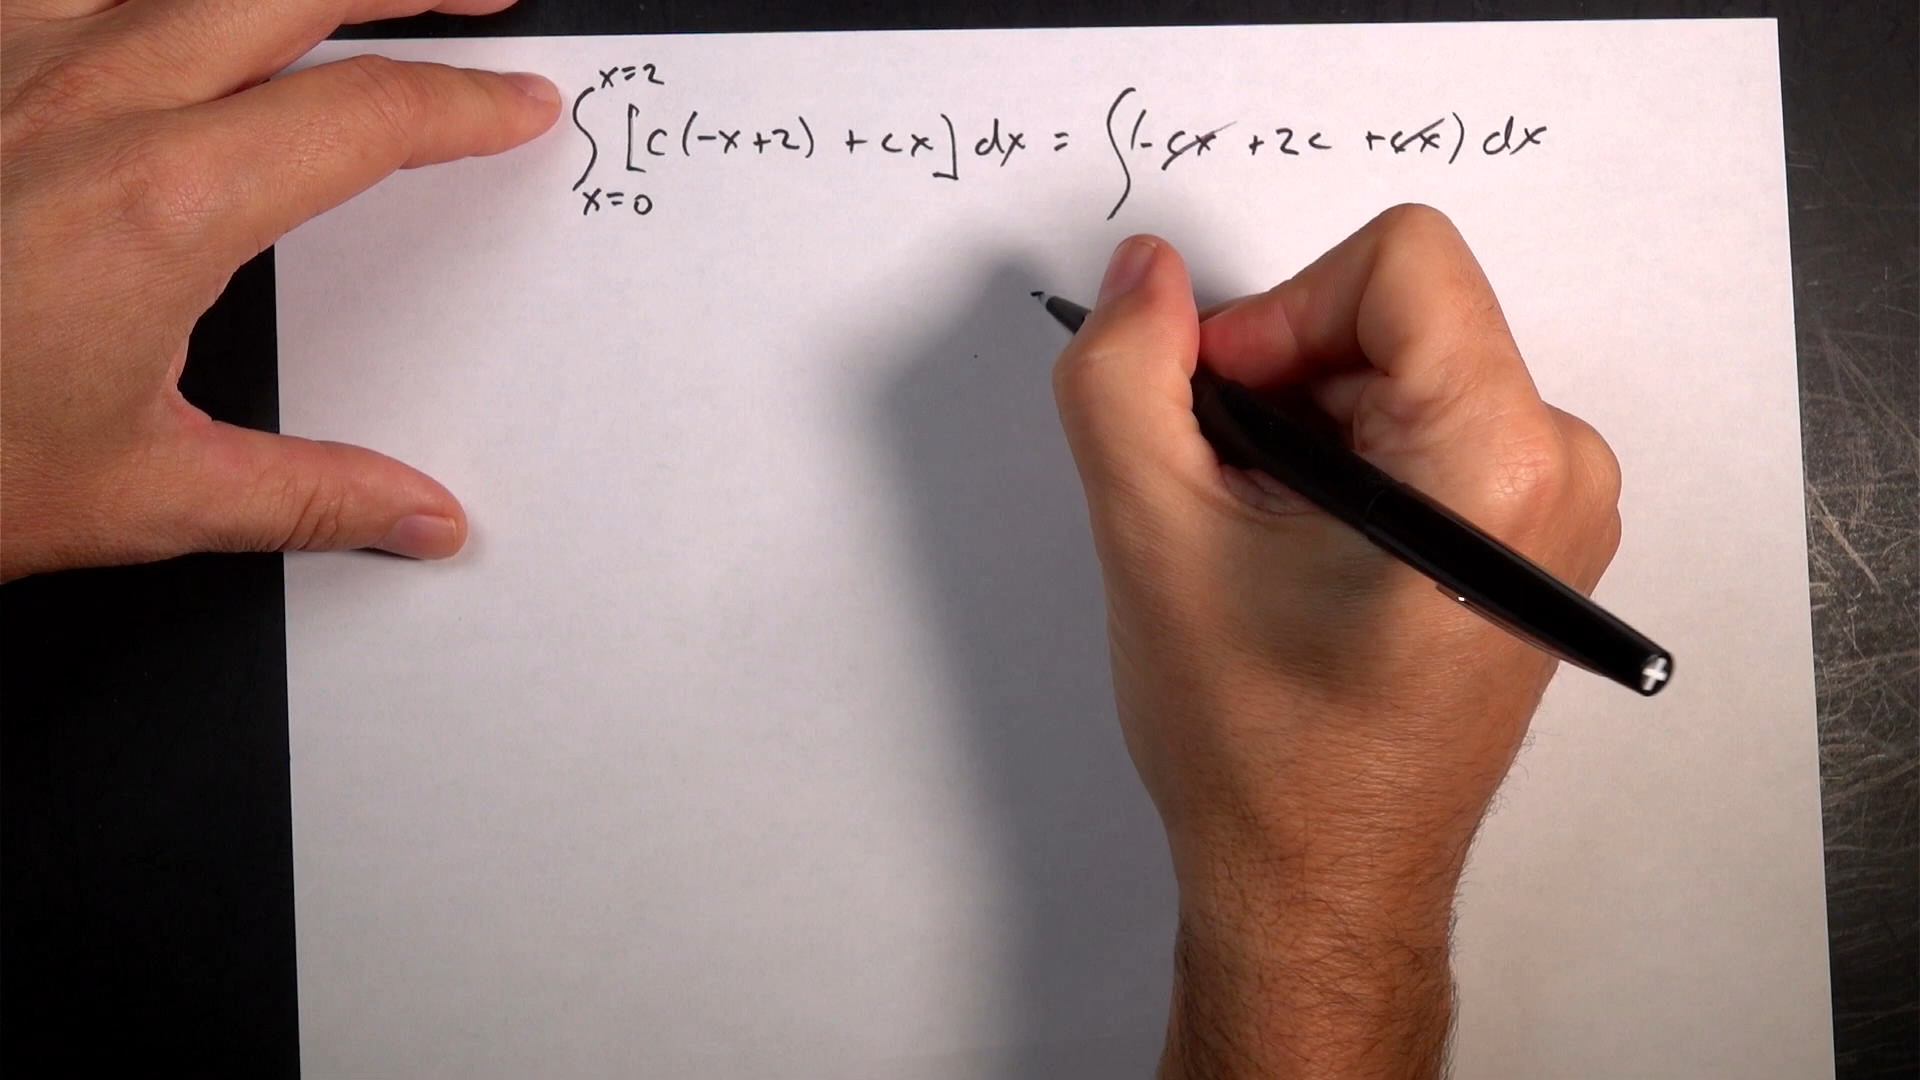 x=2
∫ [c(-x+2) + cx] dx = ∫(-cx + 2c + cx) dx
x=0